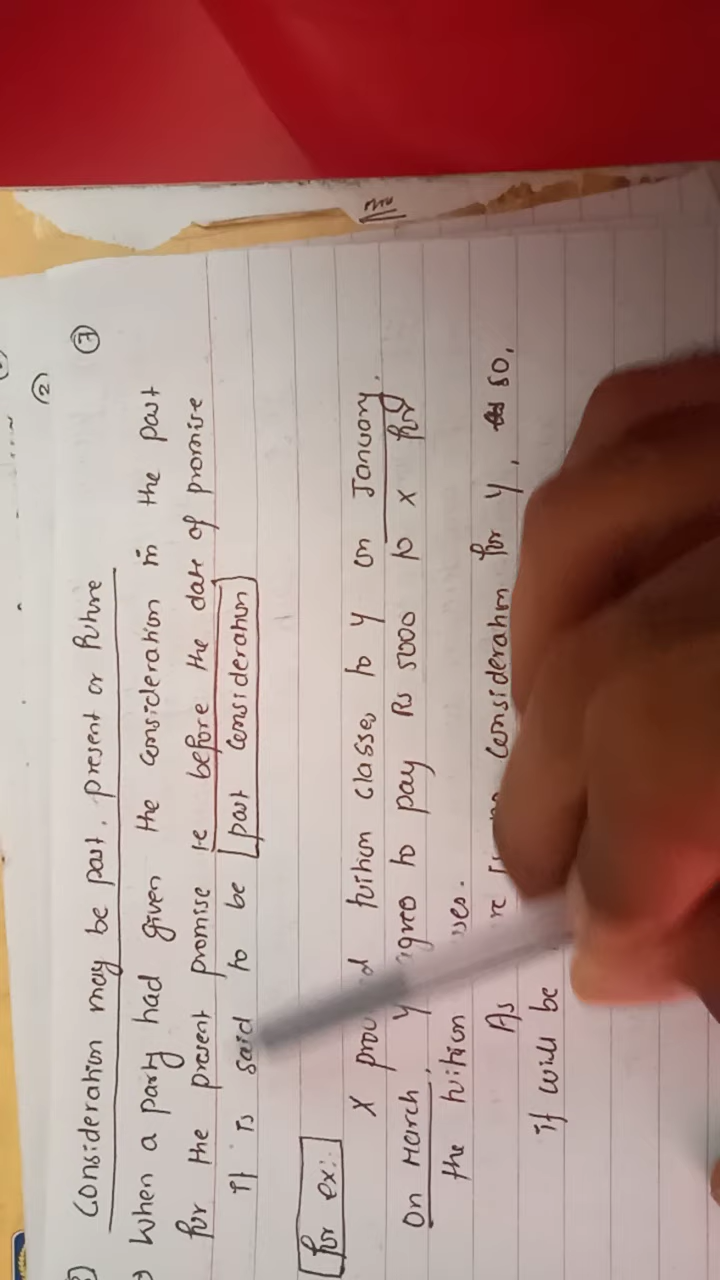 (2)
(7)
Consideration may be past, present or future
When a party had given the consideration in the past
for the present promise ie before the date of promise
it is said to be past consideration
for ex:
X tuition classes to Y on January.
On March, Y agree to pay Rs 5000 to X for
the tuition
As consideration for Y, so,
it will be